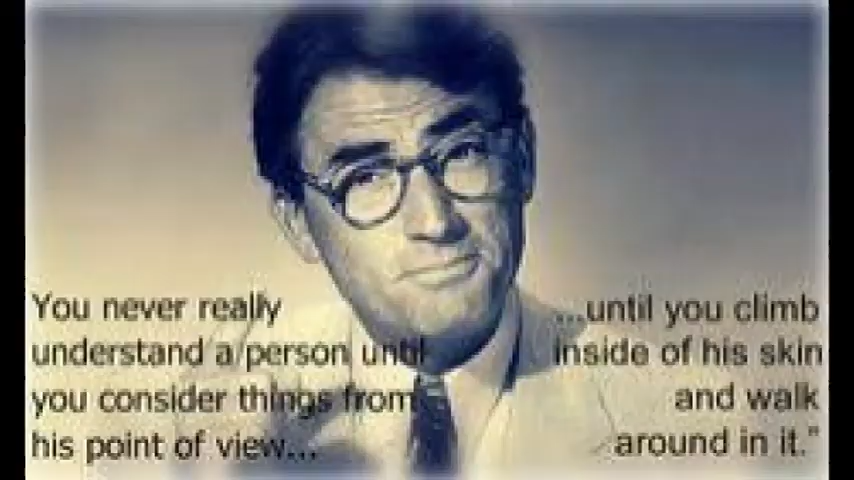 You never really
understand a person until
you consider things from
his point of view...
...until you climb
inside of his skin
and walk
around in it."